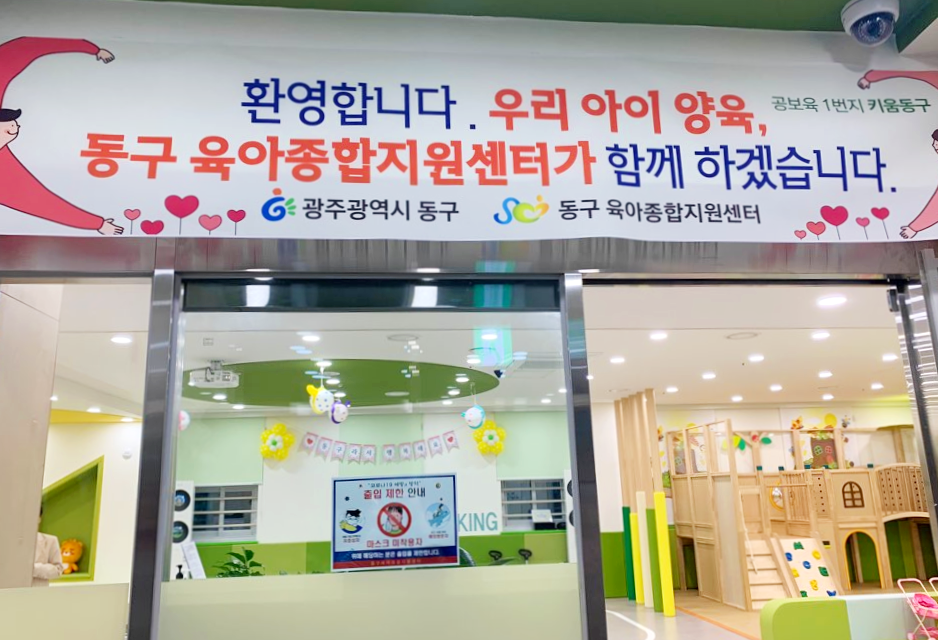 환영합니다. 우리 아이 양육,
공보육 1번지 키움동구
동구 육아종합지원센터가 함께 하겠습니다.
광주광역시 동구
동구 육아종합지원센터
출입 제한 안내
마스크 미착용자
KING